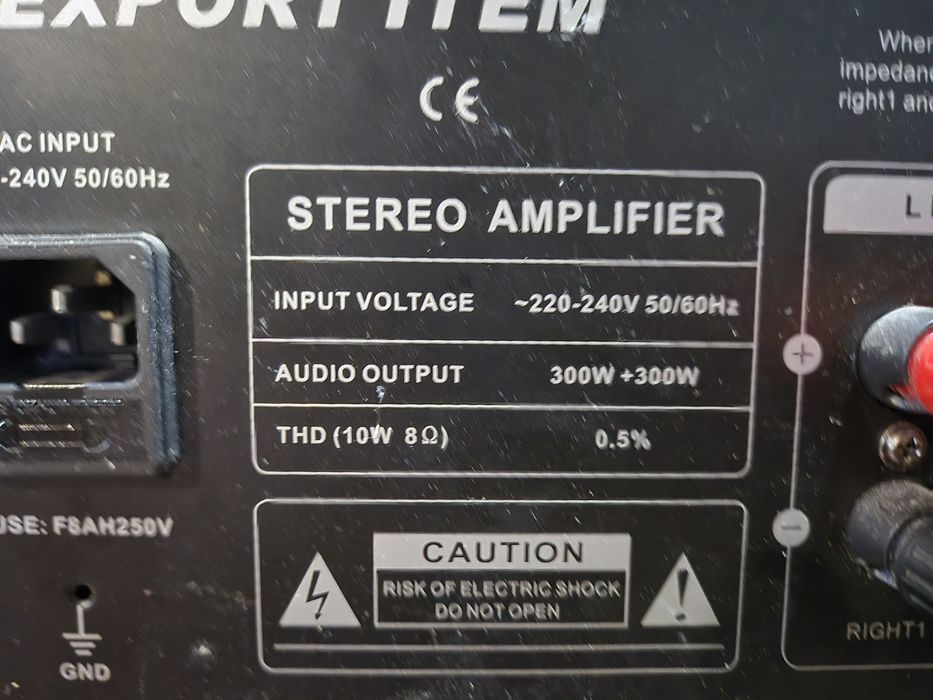 EXPORT ITEM
CE
AC INPUT
-240V 50/60Hz
When
impedan
right1 and
STEREO AMPLIFIER
INPUT VOLTAGE ~220-240V 50/60Hz
AUDIO OUTPUT 300W+300W
THD (10W 8Ω) 0.5%
L
+
-
USE: F8AH250V
CAUTION
RISK OF ELECTRIC SHOCK
DO NOT OPEN
GND
RIGHT1